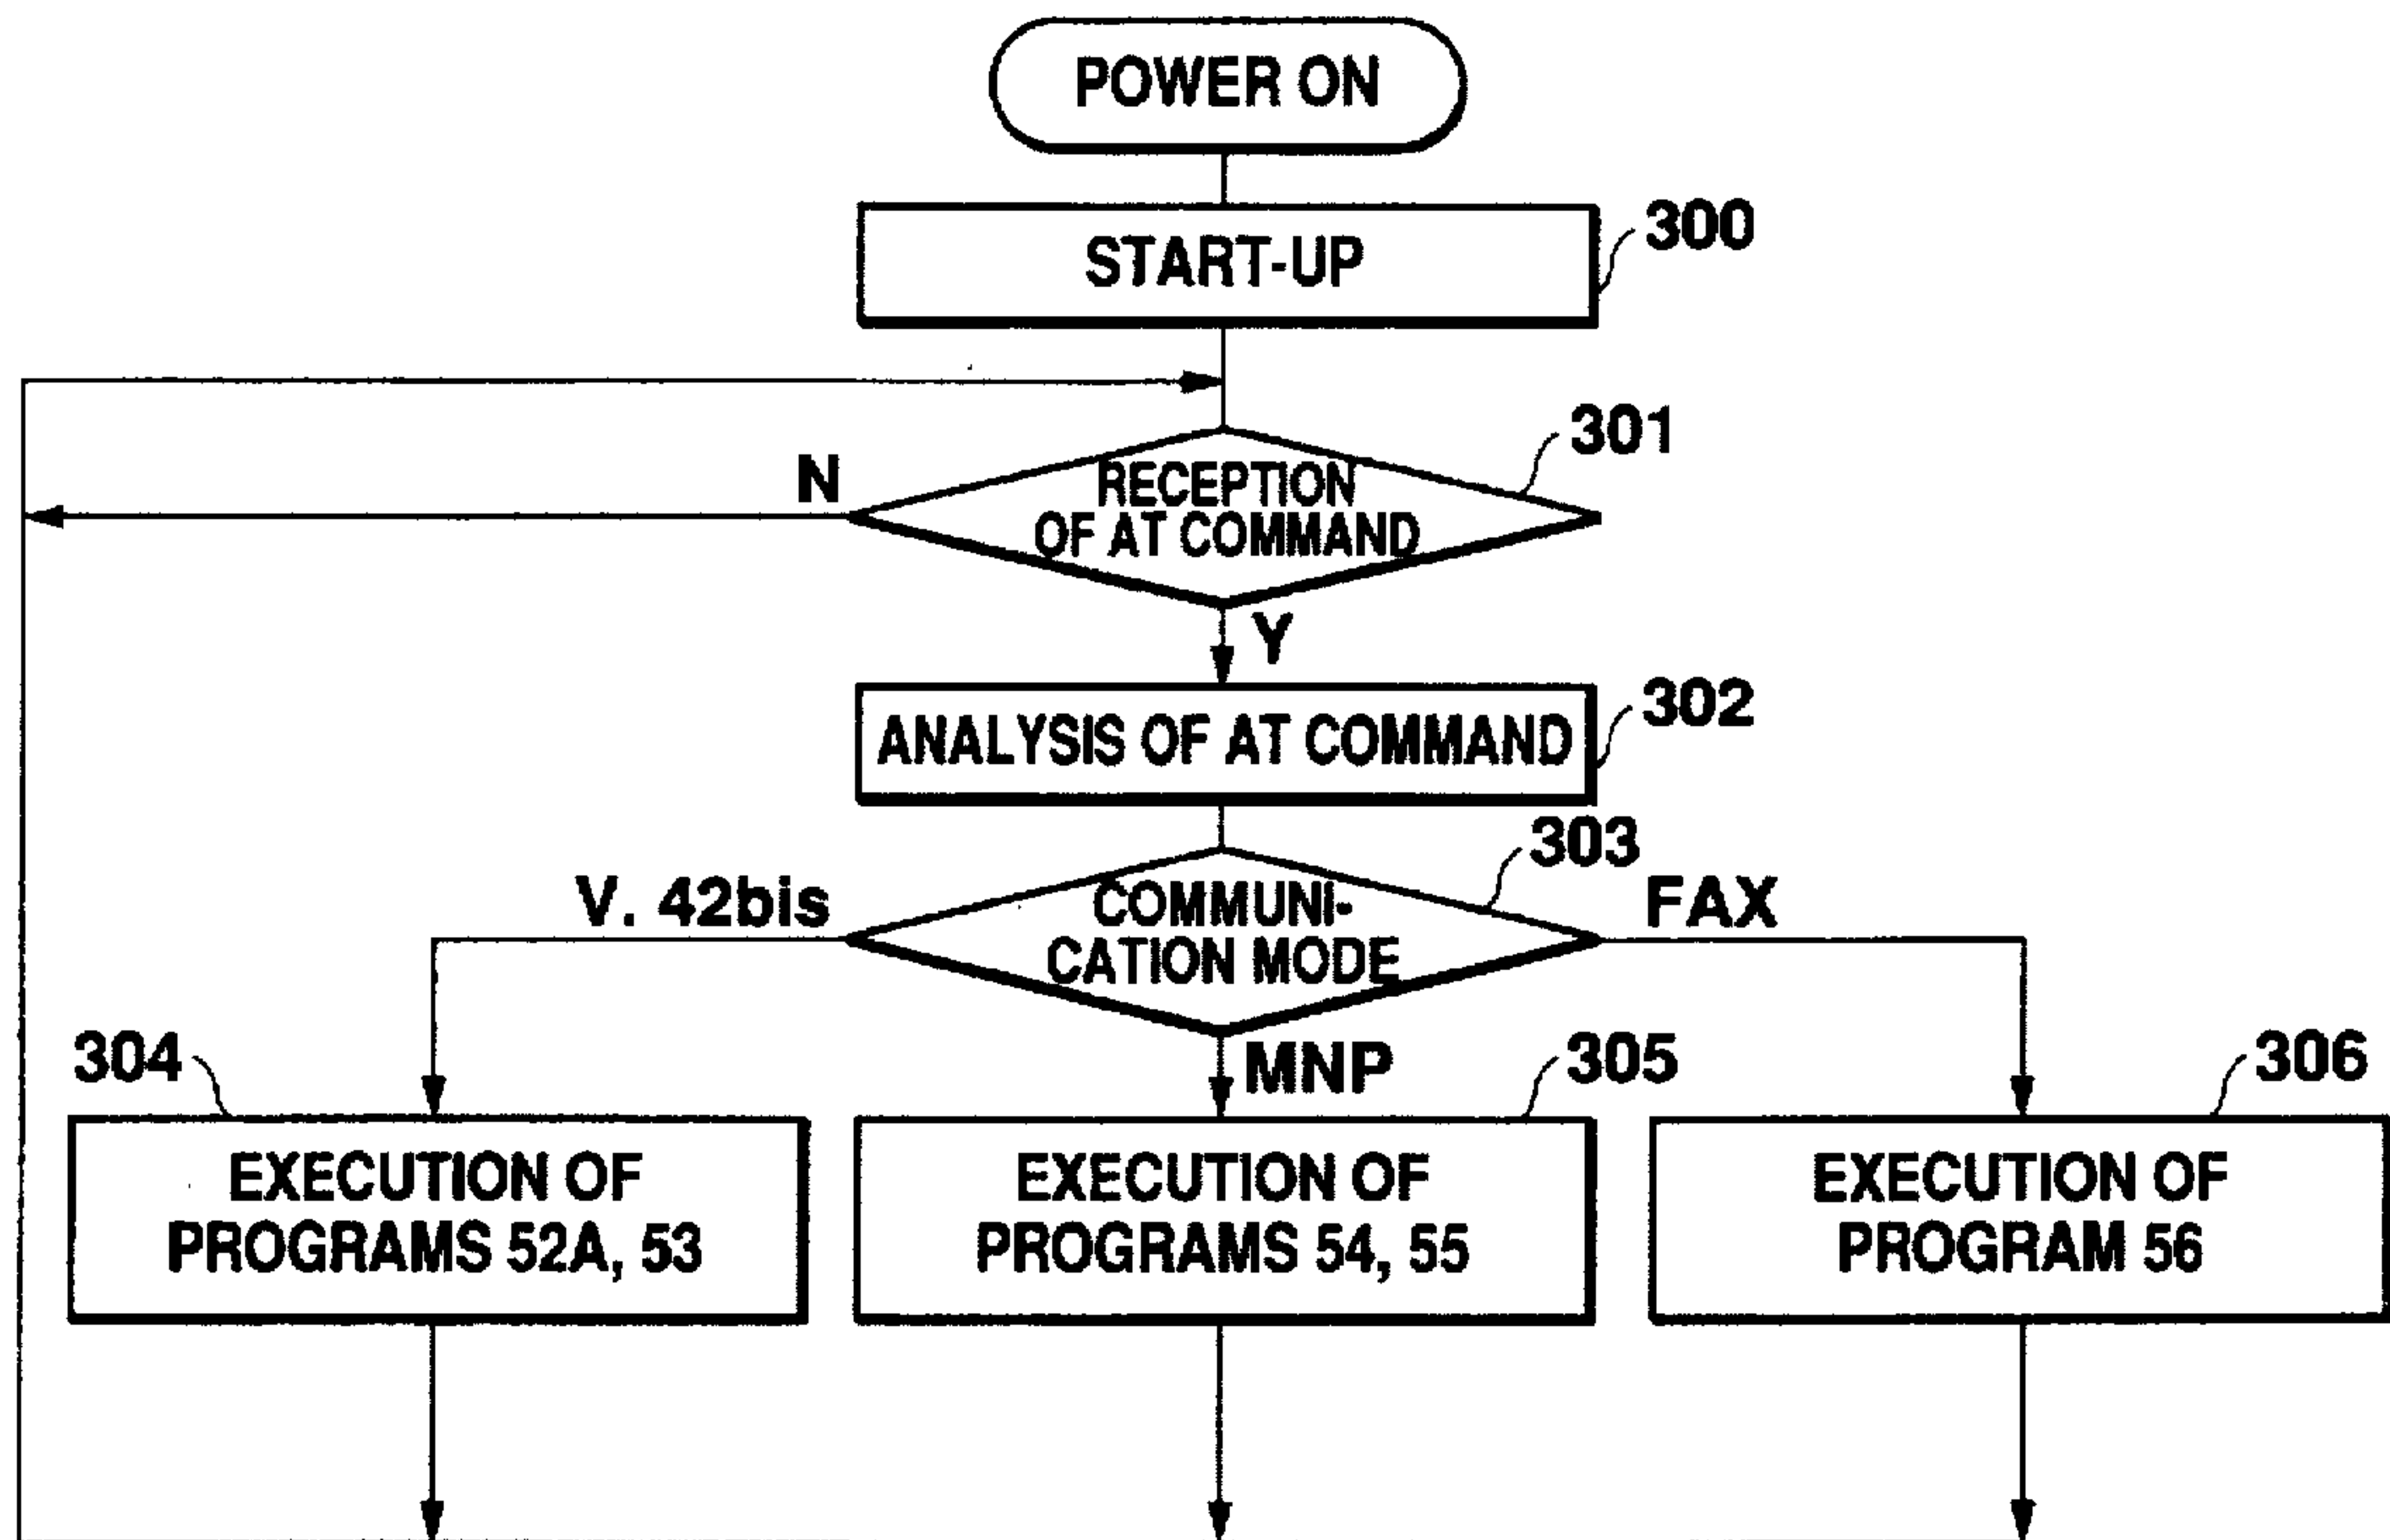 POWER ON
START-UP
300
301
N
RECEPTION
OF AT COMMAND
Y
ANALYSIS OF AT COMMAND
302
303
V. 42bis
COMMUNI-
CATION MODE
FAX
304
MNP
305
306
EXECUTION OF
PROGRAMS 52A, 53
EXECUTION OF
PROGRAMS 54, 55
EXECUTION OF
PROGRAM 56